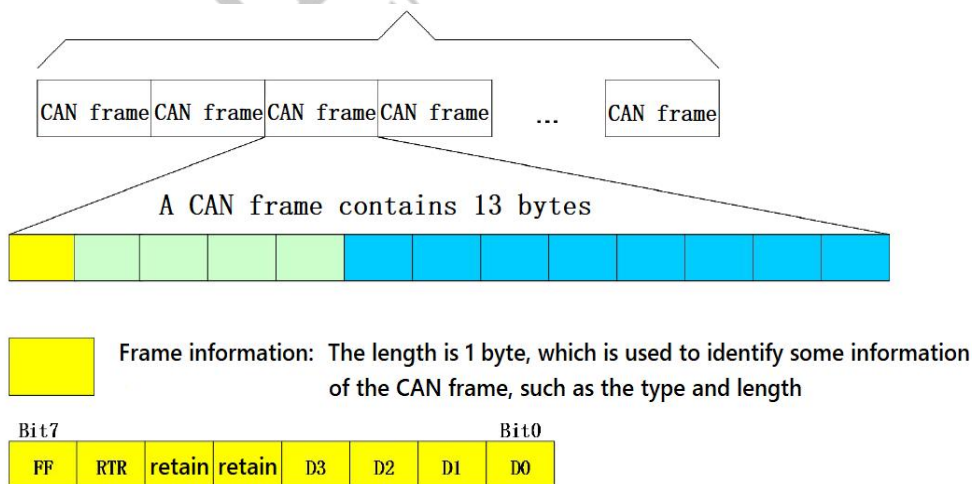 CAN frame CAN frame CAN frame CAN frame ... CAN frame
A CAN frame contains 13 bytes
Frame information: The length is 1 byte, which is used to identify some information
of the CAN frame, such as the type and length
Bit7 Bit0
FF RTR retain retain D3 D2 D1 D0